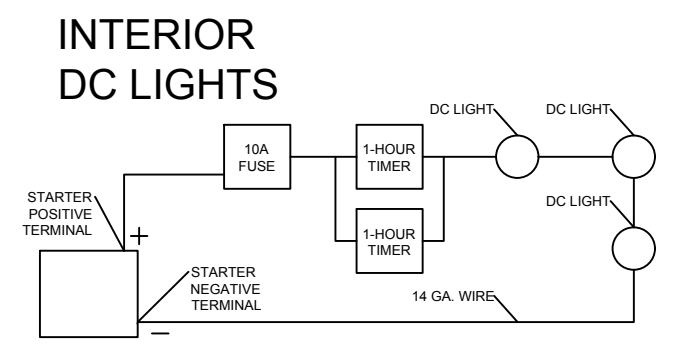 INTERIOR
DC LIGHTS
DC LIGHT
DC LIGHT
10A
FUSE
1-HOUR
TIMER
STARTER
POSITIVE
TERMINAL
+
DC LIGHT
1-HOUR
TIMER
STARTER
NEGATIVE
TERMINAL
14 GA. WIRE
—